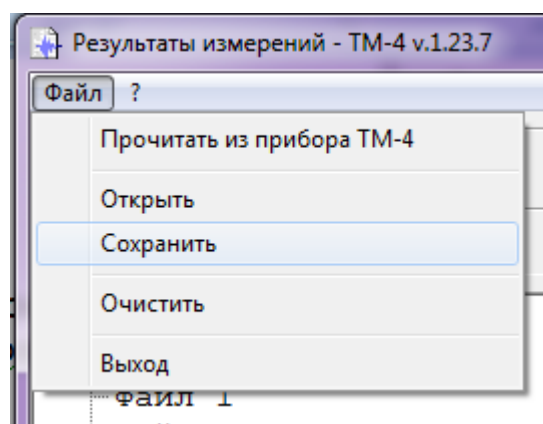 Результаты измерений - ТМ-4 v.1.23.7
Файл ?
Прочитать из прибора ТМ-4
Открыть
Сохранить
Очистить
Выход
Файл 1